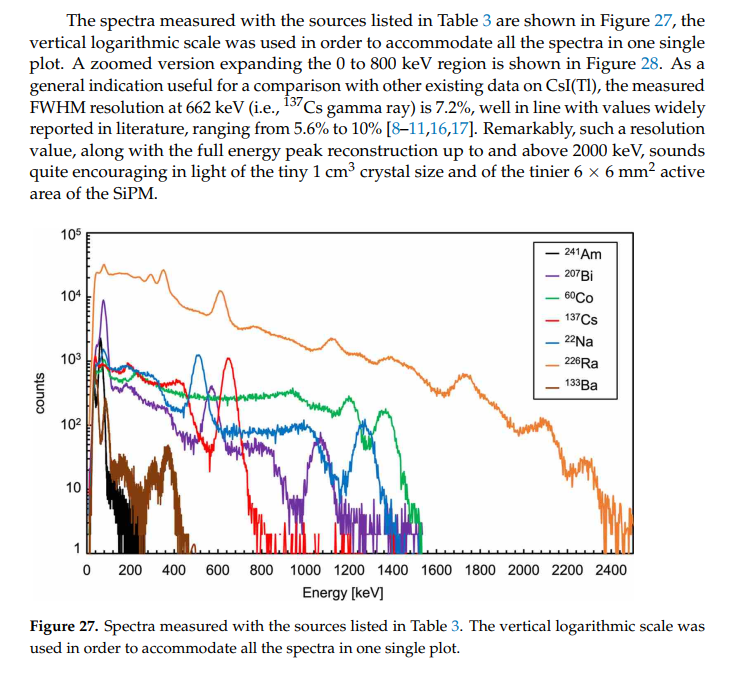 The spectra measured with the sources listed in Table 3 are shown in Figure 27, the
vertical logarithmic scale was used in order to accommodate all the spectra in one single
plot. A zoomed version expanding the 0 to 800 keV region is shown in Figure 28. As a
general indication useful for a comparison with other existing data on CsI(Tl), the measured
FWHM resolution at 662 keV (i.e., ¹³⁷Cs gamma ray) is 7.2%, well in line with values widely
reported in literature, ranging from 5.6% to 10% [8–11,16,17]. Remarkably, such a resolution
value, along with the full energy peak reconstruction up to and above 2000 keV, sounds
quite encouraging in light of the tiny 1 cm³ crystal size and of the tinier 6 × 6 mm² active
area of the SiPM.
10⁵
10⁴
10³
10²
10
1
counts
²⁴¹Am
²⁰⁷Bi
⁶⁰Co
¹³⁷Cs
²²Na
²²⁶Ra
¹³³Ba
0 200 400 600 800 1000 1200 1400 1600 1800 2000 2200 2400
Energy [keV]
Figure 27. Spectra measured with the sources listed in Table 3. The vertical logarithmic scale was
used in order to accommodate all the spectra in one single plot.